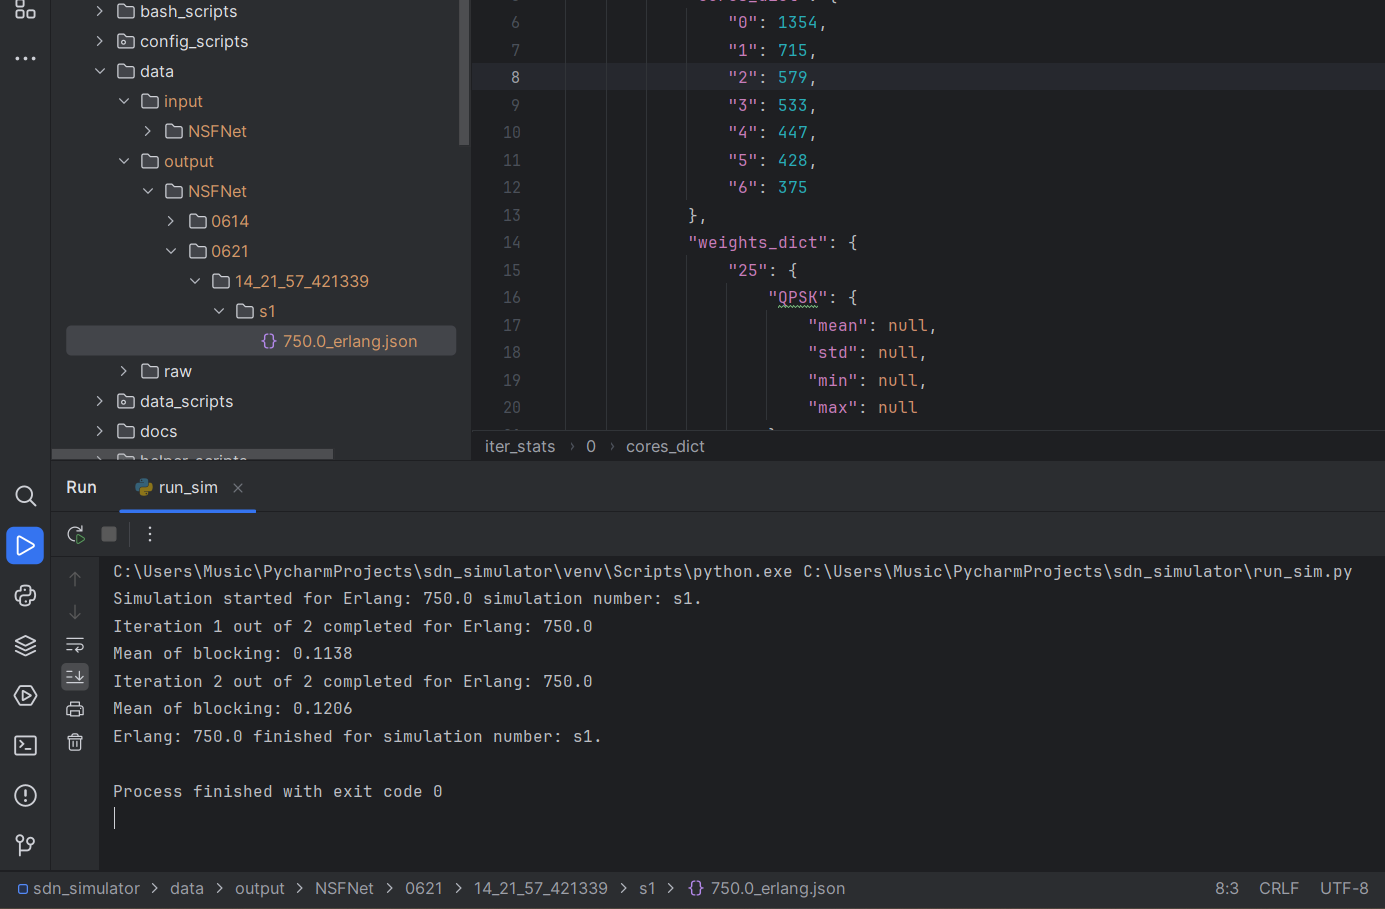 bash_scripts
config_scripts
data
input
NSFNet
output
NSFNet
0614
0621
14_21_57_421339
s1
{} 750.0_erlang.json
raw
data_scripts
docs
6 "0": 1354,
7 "1": 715,
8 "2": 579,
9 "3": 533,
10 "4": 447,
11 "5": 428,
12 "6": 375
13 },
14 "weights_dict": {
15 "25": {
16 "QPSK": {
17 "mean": null,
18 "std": null,
19 "min": null,
20 "max": null
iter_stats › 0 › cores_dict
Run run_sim ×
C:\Users\Music\PycharmProjects\sdn_simulator\venv\Scripts\python.exe C:\Users\Music\PycharmProjects\sdn_simulator\run_sim.py
Simulation started for Erlang: 750.0 simulation number: s1.
Iteration 1 out of 2 completed for Erlang: 750.0
Mean of blocking: 0.1138
Iteration 2 out of 2 completed for Erlang: 750.0
Mean of blocking: 0.1206
Erlang: 750.0 finished for simulation number: s1.
Process finished with exit code 0
sdn_simulator > data > output > NSFNet > 0621 > 14_21_57_421339 > s1 > {} 750.0_erlang.json 8:3 CRLF UTF-8